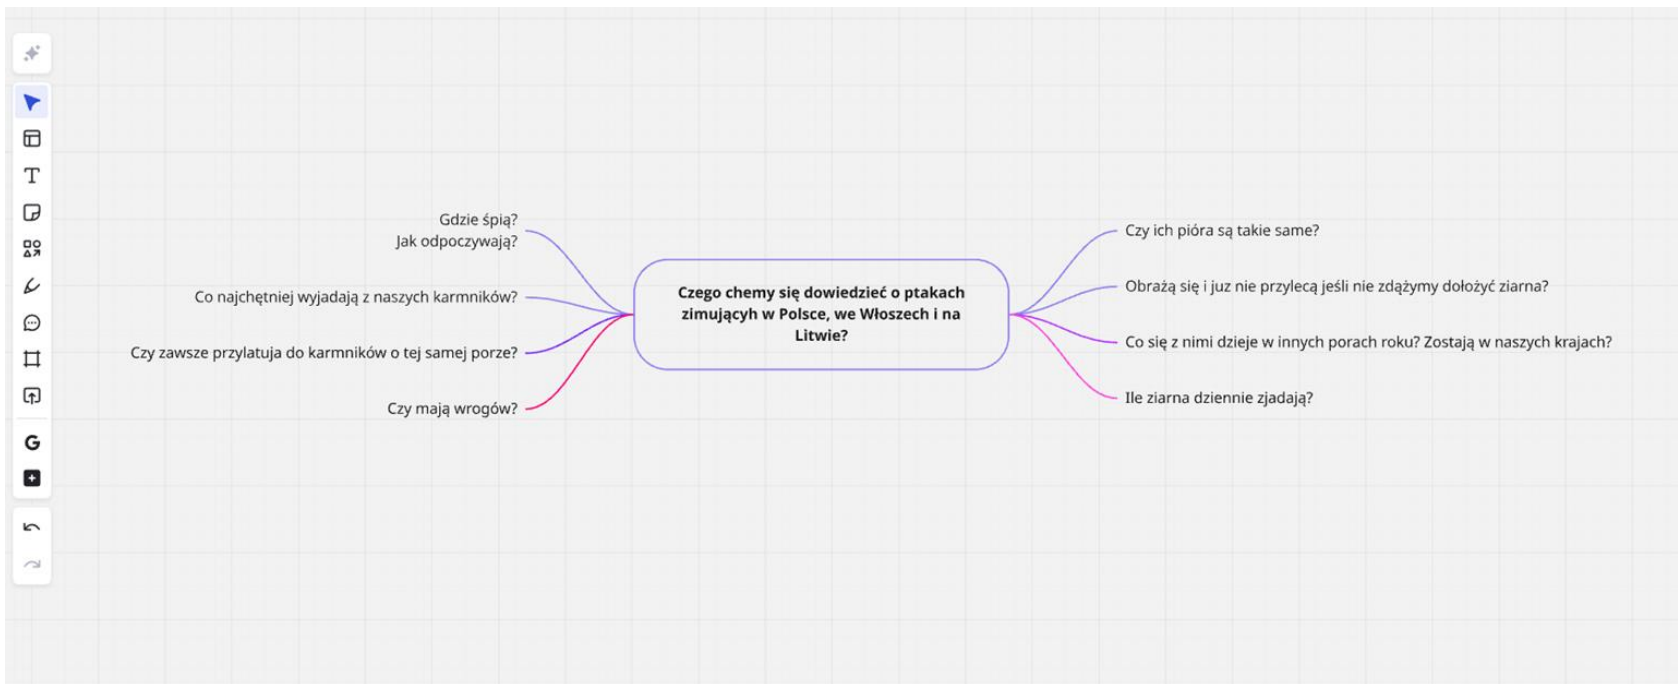 Gdzie śpią?
Jak odpoczywają?
Co najchętniej wyjadają z naszych karmników?
Czy zawsze przylatuja do karmników o tej samej porze?
Czy mają wrogów?
Czego chemy się dowiedzieć o ptakach
zimującyh w Polsce, we Włoszech i na
Litwie?
Czy ich pióra są takie same?
Obrażą się i juz nie przylecą jeśli nie zdążymy dołożyć ziarna?
Co się z nimi dzieje w innych porach roku? Zostają w naszych krajach?
Ile ziarna dziennie zjadają?